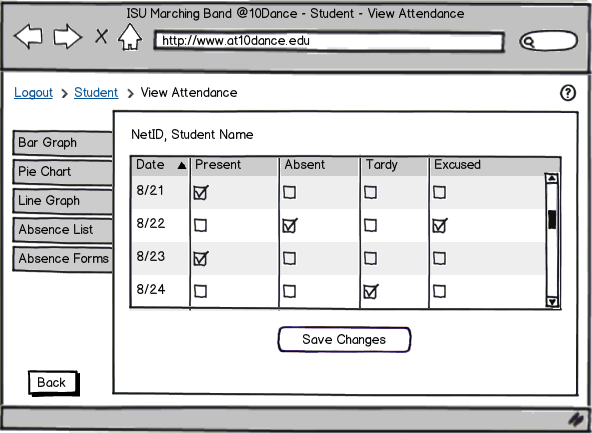 ISU Marching Band @10Dance - Student - View Attendance
http://www.at10dance.edu
Logout > Student > View Attendance ?
NetID, Student Name
Bar Graph
Pie Chart
Line Graph
Absence List
Absence Forms
Date ▲ Present Absent Tardy Excused
8/21
8/22
8/23
8/24
Save Changes
Back